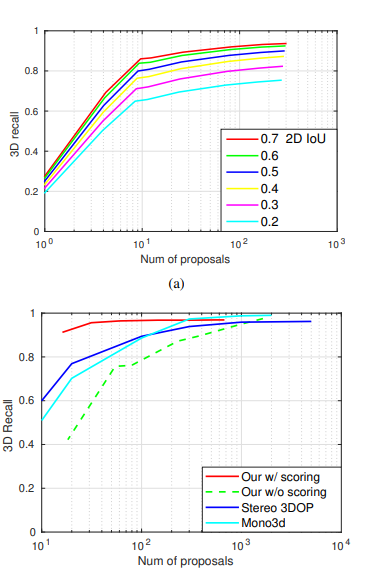 1
0.8
0.6
0.4
0.2
0
3D recall
10^0
10^1
10^2
10^3
Num of proposals
0.7 2D IoU
0.6
0.5
0.4
0.3
0.2
(a)
1
0.8
0.6
0.4
0.2
0
3D Recall
10^1
10^2
10^3
10^4
Num of proposals
Our w/ scoring
Our w/o scoring
Stereo 3DOP
Mono3d